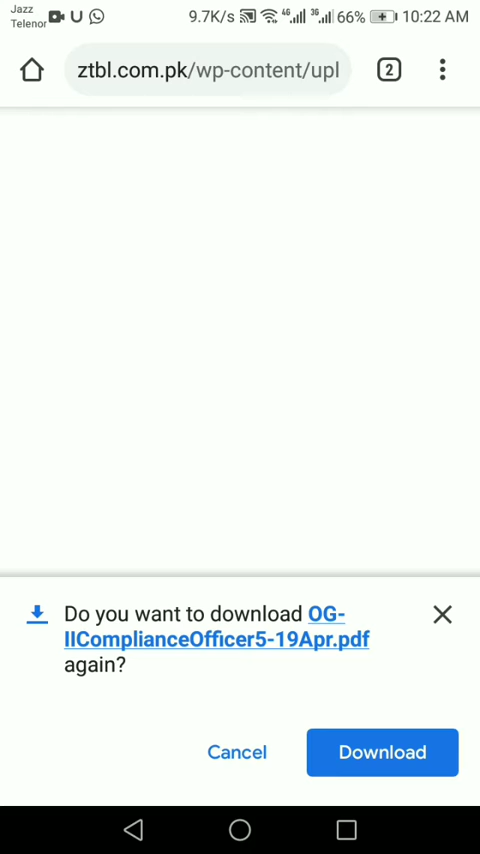 Jazz
Telenor
9.7K/s 4G 3G 66% 10:22 AM
ztbl.com.pk/wp-content/upl
2
Do you want to download OG-
IIComplianceOfficer5-19Apr.pdf
again?
Cancel
Download